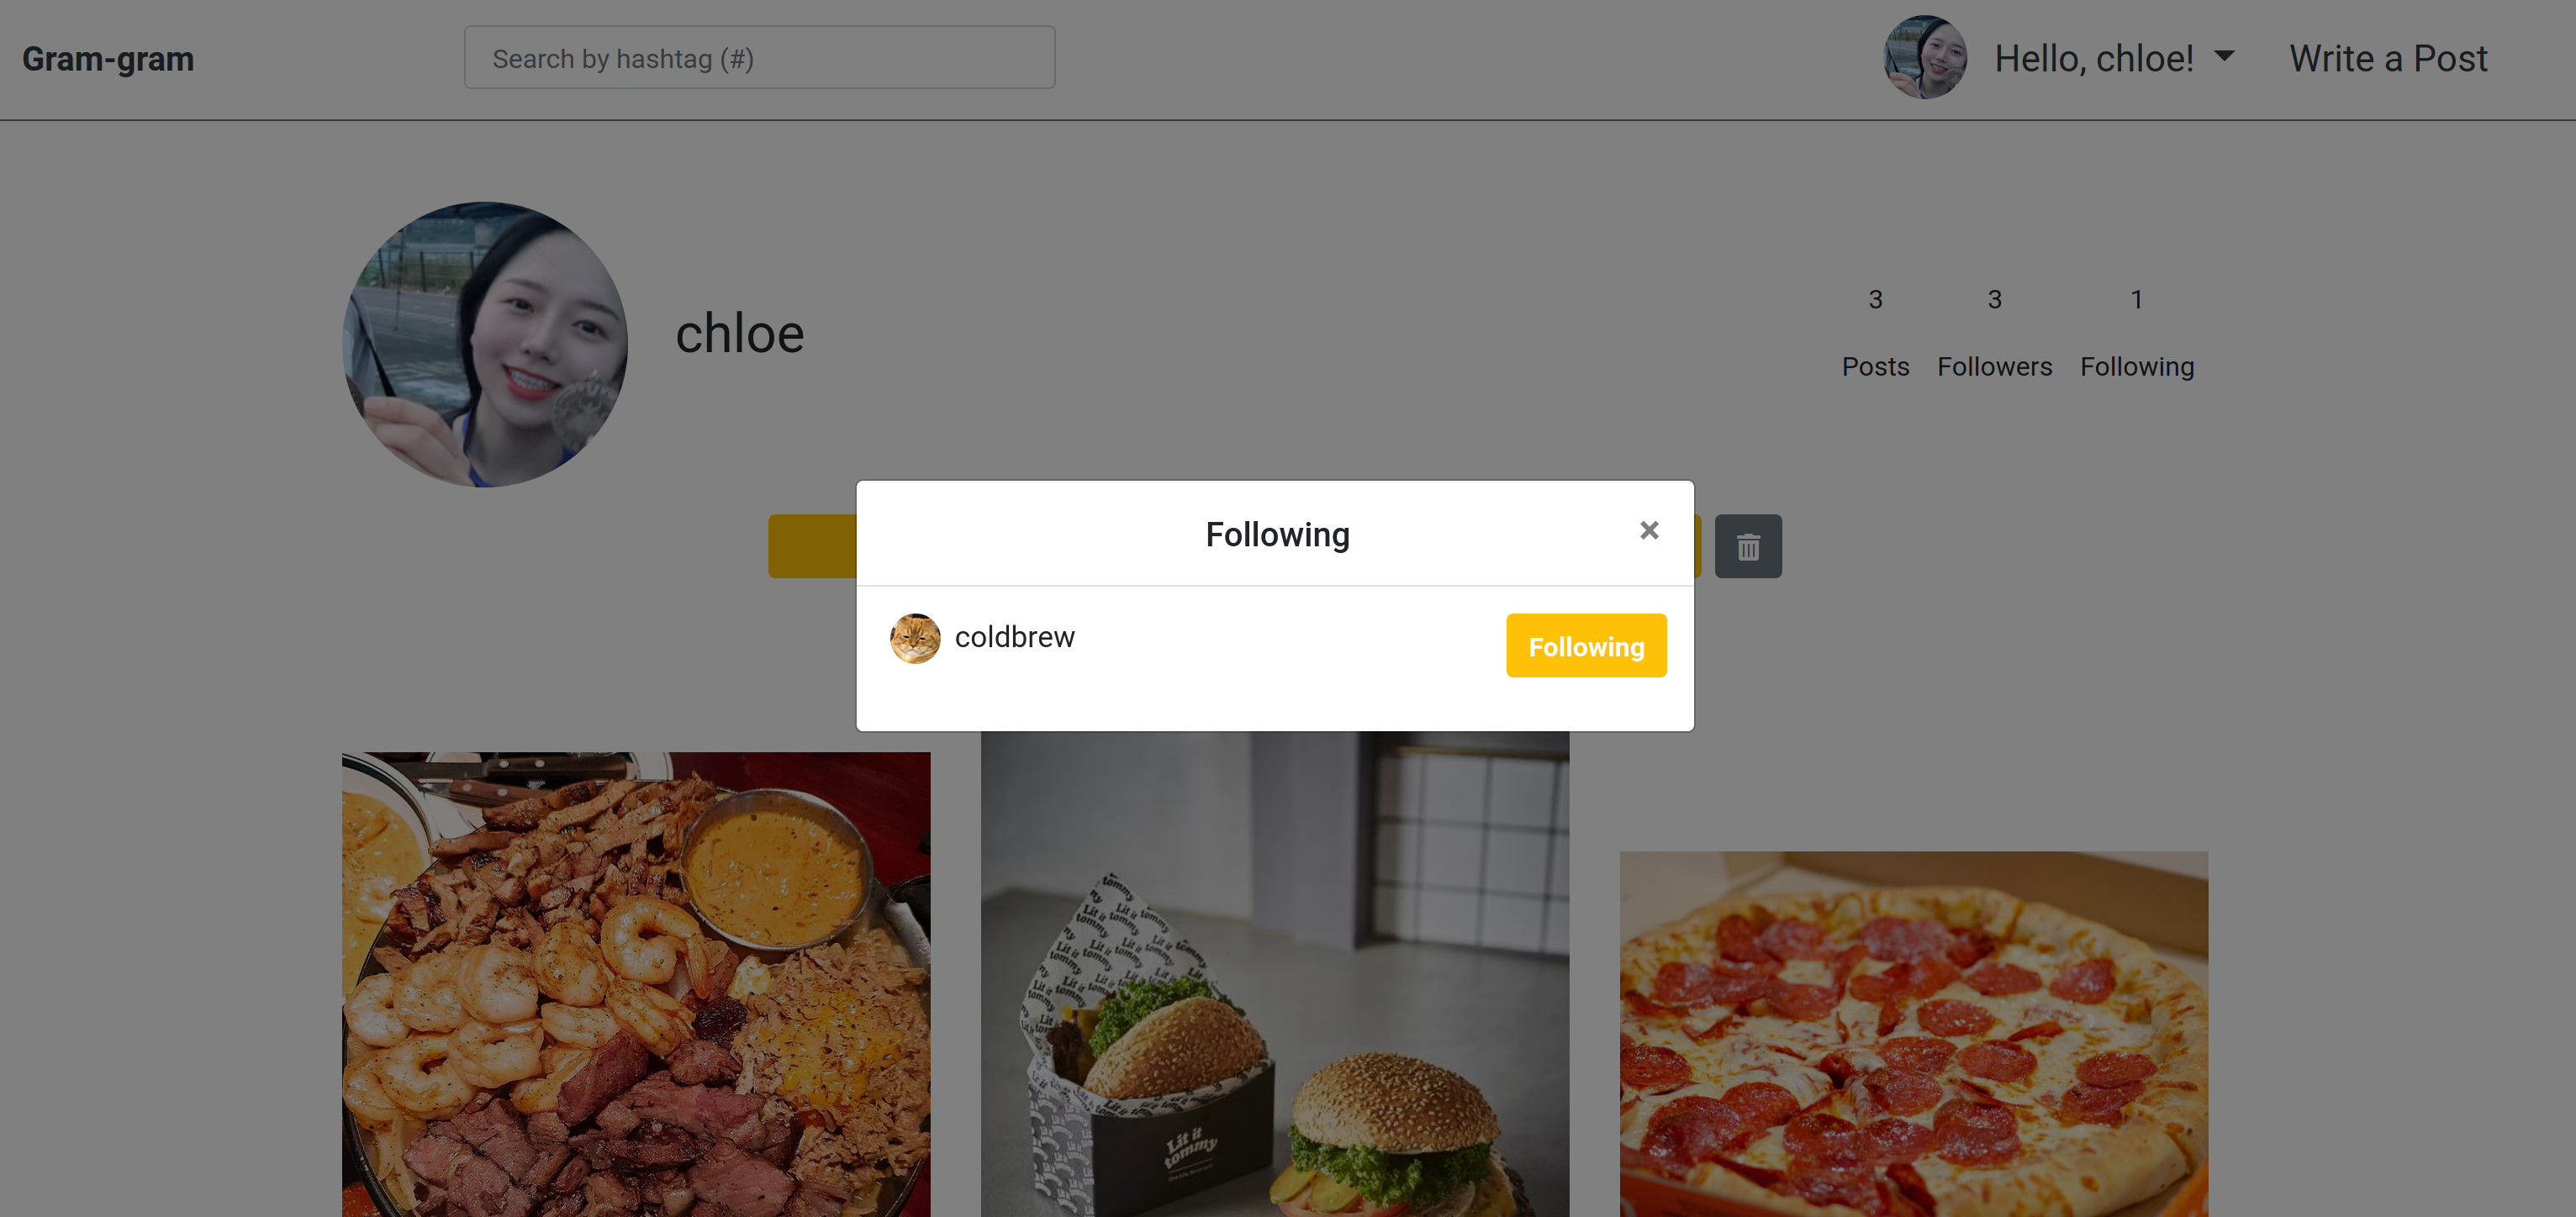 Gram-gram
Search by hashtag (#)
Hello, chloe!
Write a Post
chloe
3
3
1
Posts
Followers
Following
Following
×
coldbrew
Following
Lit it
tommy
Lit it
tommy